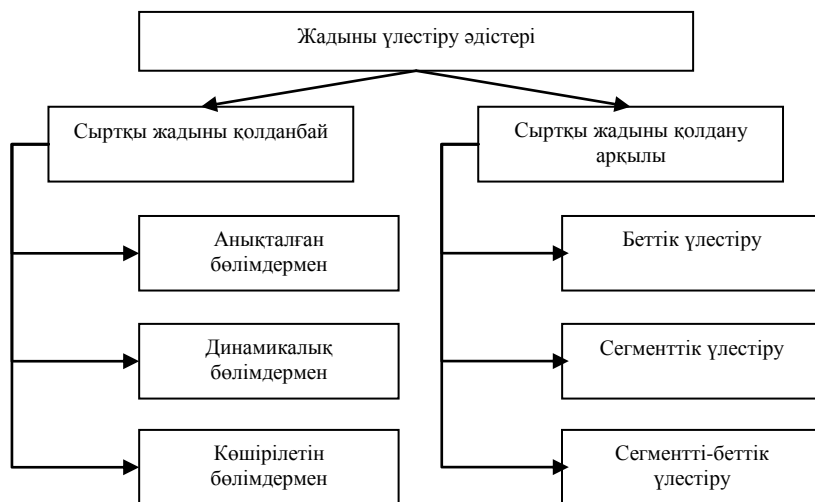 Жадыны үлестіру әдістері
Сыртқы жадыны қолданбай
Сыртқы жадыны қолдану
арқылы
Анықталған
бөлімдермен
Беттік үлестіру
Динамикалық
бөлімдермен
Сегменттік үлестіру
Көшірілетін
бөлімдермен
Сегментті-беттік
үлестіру